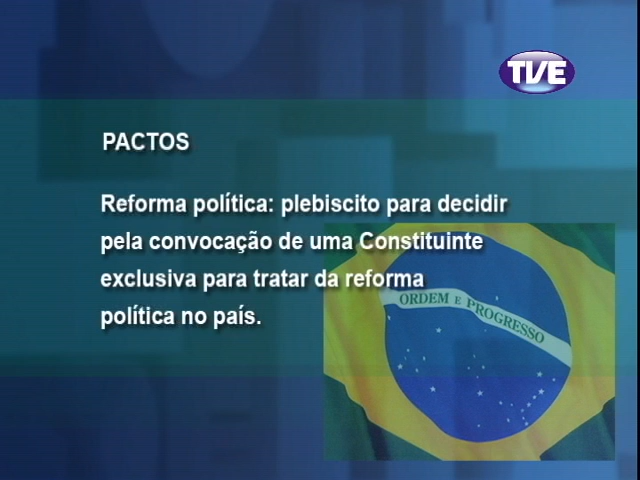 TVE
PACTOS
Reforma política: plebiscito para decidir
pela convocação de uma Constituinte
exclusiva para tratar da reforma
política no país.
ORDEM E PROGRESSO